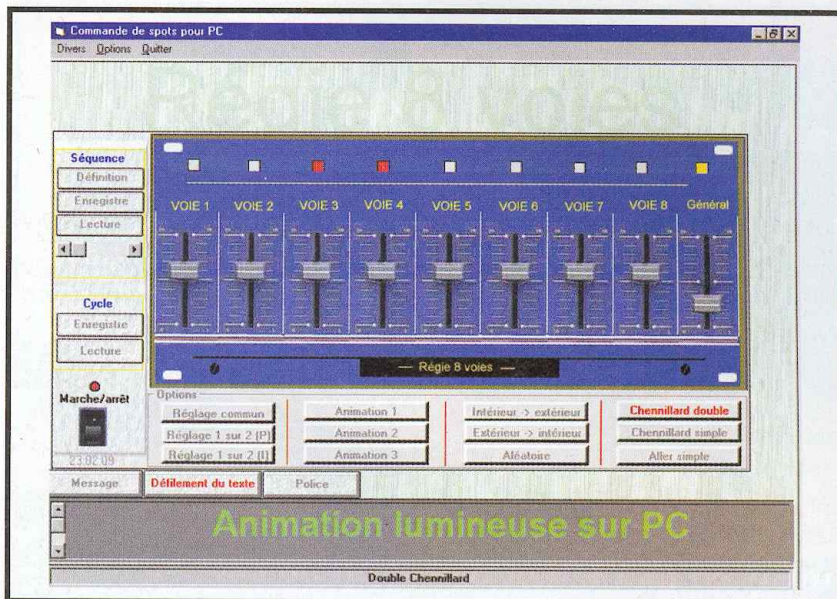 Commande de spots pour PC
Divers Options Quitter
Régie 8 voies
Séquence
Définition
Enregistre
Lecture
VOIE 1 VOIE 2 VOIE 3 VOIE 4 VOIE 5 VOIE 6 VOIE 7 VOIE 8 Général
Cycle
Enregistre
Lecture
— Régie 8 voies —
Marche/arrêt
23:02:09
Options
Réglage commun Animation 1 Intérieur -> extérieur Chennillard double
Réglage 1 sur 2 (P) Animation 2 Extérieur -> intérieur Chennillard simple
Réglage 1 sur 2 (I) Animation 3 Aléatoire Aller simple
Message Défilement du texte Police
Animation lumineuse sur PC
Double Chennillard